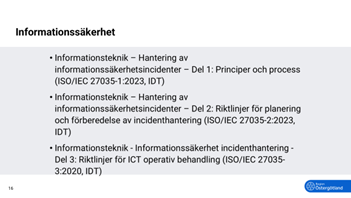 Informationssäkerhet
• Informationsteknik – Hantering av
informationssäkerhetsincidenter – Del 1: Principer och process
(ISO/IEC 27035-1:2023, IDT)
• Informationsteknik – Hantering av
informationssäkerhetsincidenter – Del 2: Riktlinjer för planering
och förberedelse av incidenthantering (ISO/IEC 27035-2:2023,
IDT)
• Informationsteknik - Informationssäkerhet incidenthantering -
Del 3: Riktlinjer för ICT operativ behandling (ISO/IEC 27035-
3:2020, IDT)
16
Region
Östergötland